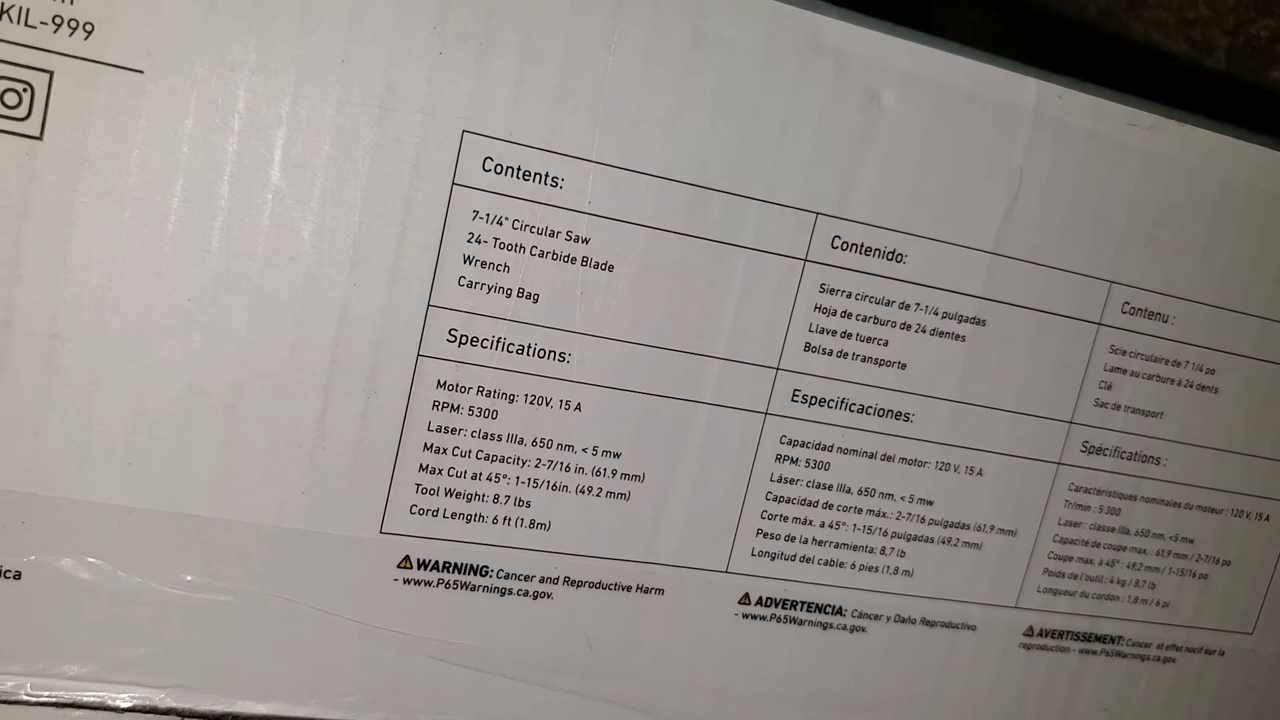 KIL-999
Contents:
7-1/4" Circular Saw
24- Tooth Carbide Blade
Wrench
Carrying Bag
Specifications:
Motor Rating: 120V, 15 A
RPM: 5300
Laser: class IIIa, 650 nm, < 5 mw
Max Cut Capacity: 2-7/16 in. (61.9 mm)
Max Cut at 45°: 1-15/16in. (49.2 mm)
Tool Weight: 8.7 lbs
Cord Length: 6 ft (1.8m)
WARNING: Cancer and Reproductive Harm
- www.P65Warnings.ca.gov.
Contenido:
Sierra circular de 7-1/4 pulgadas
Hoja de carburo de 24 dientes
Llave de tuerca
Bolsa de transporte
Especificaciones:
Capacidad nominal del motor: 120 V, 15 A
RPM: 5300
Láser: clase IIIa, 650 nm, < 5 mw
Capacidad de corte máx.: 2-7/16 pulgadas (61,9 mm)
Corte máx. a 45°: 1-15/16 pulgadas (49.2 mm)
Peso de la herramienta: 8,7 lb
Longitud del cable: 6 pies (1,8 m)
ADVERTENCIA: Cáncer y Daño Reproductivo
- www.P65Warnings.ca.gov.
Contenu :
Scie circulaire de 7 1/4 po
Lame au carbure à 24 dents
Clé
Sac de transport
Spécifications :
Caractéristiques nominales du moteur : 120 V, 15 A
Tr/min : 5 300
Laser : classe IIIa, 650 nm, <5 mw
Capacité de coupe max. : 61,9 mm / 2-7/16 po
Coupe max. à 45° : 49,2 mm / 1-15/16 po
Poids de l'outil : 4 kg / 8,7 lb
Longueur du cordon : 1,8 m / 6 pi
AVERTISSEMENT: Cancer et effet nocif sur la
reproduction - www.P65Warnings.ca.gov.
ica